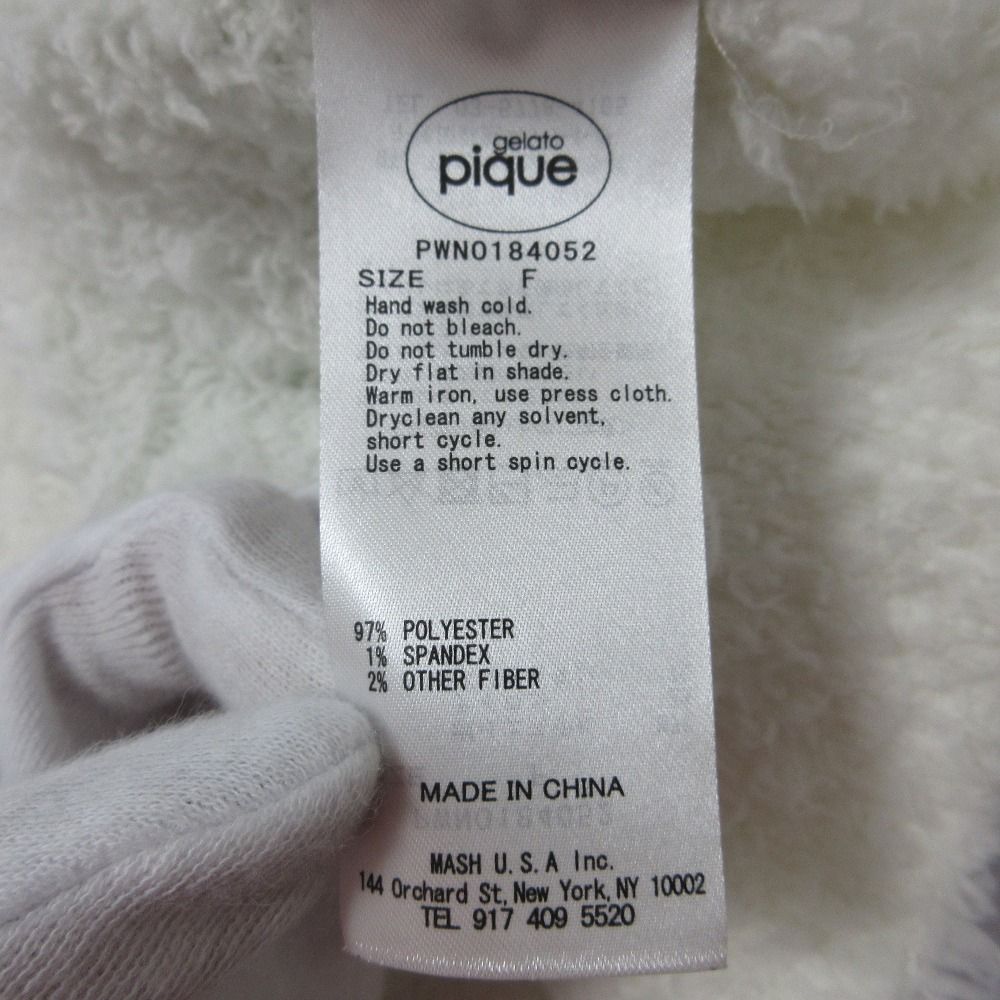 gelato
pique
PWNO184052
SIZE F
Hand wash cold.
Do not bleach.
Do not tumble dry.
Dry flat in shade.
Warm iron, use press cloth.
Dryclean any solvent,
short cycle.
Use a short spin cycle.
97% POLYESTER
1% SPANDEX
2% OTHER FIBER
MADE IN CHINA
MASH U.S.A Inc.
144 Orchard St, New York, NY 10002
TEL 917 409 5520